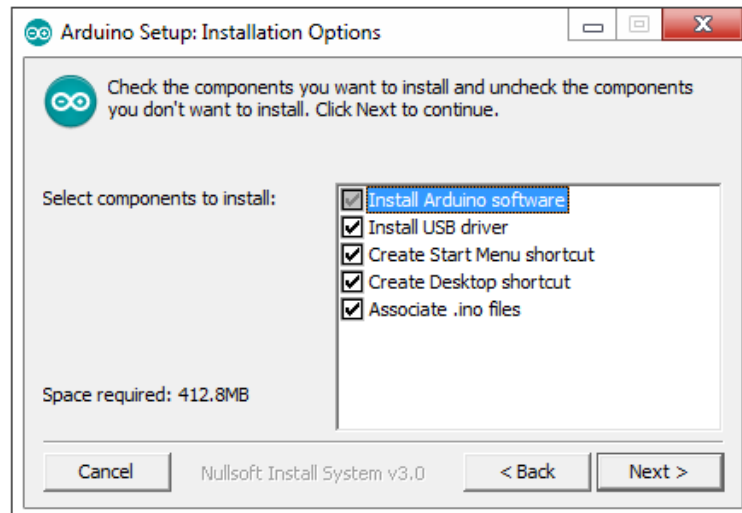 Arduino Setup: Installation Options
Check the components you want to install and uncheck the components
you don't want to install. Click Next to continue.
Select components to install:
Install Arduino software
Install USB driver
Create Start Menu shortcut
Create Desktop shortcut
Associate .ino files
Space required: 412.8MB
Cancel
Nullsoft Install System v3.0
< Back
Next >